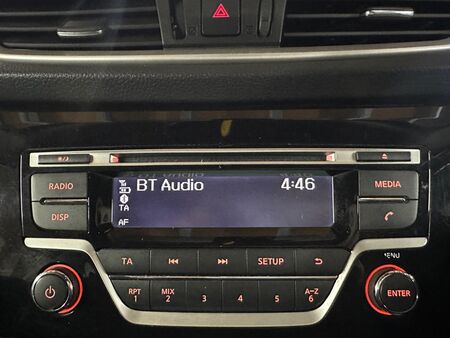 RADIO
BT Audio 4:46
MEDIA
DISP
TA
AF
TA SETUP
MENU
RPT MIX A-Z
1 2 3 4 5 6
ENTER